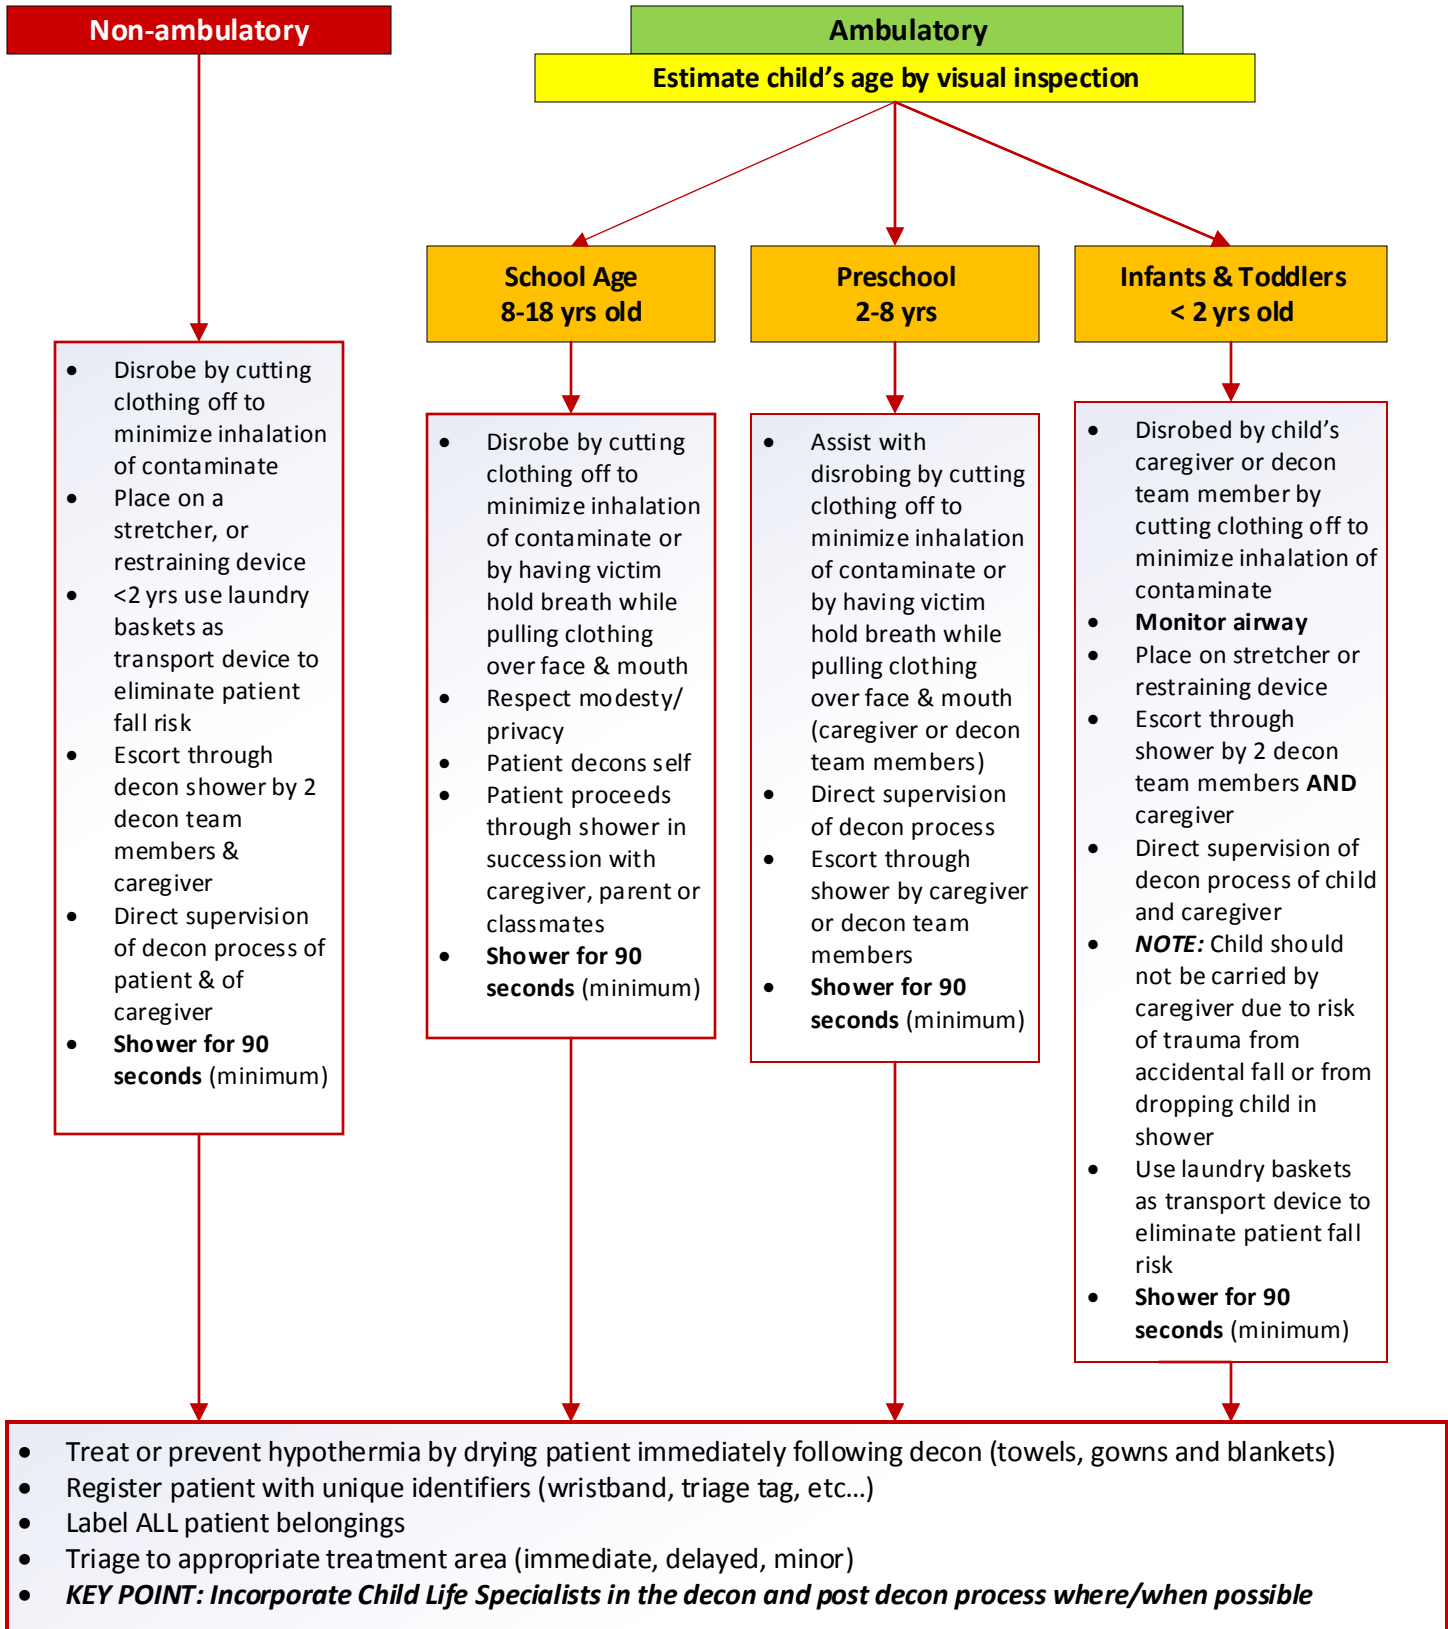 Non-ambulatory
Ambulatory
Estimate child's age by visual inspection
School Age
8-18 yrs old
Preschool
2-8 yrs
Infants & Toddlers
< 2 yrs old
• Disrobe by cutting
clothing off to
minimize inhalation
of contaminate
• Place on a
stretcher, or
restraining device
• <2 yrs use laundry
baskets as
transport device to
eliminate patient
fall risk
• Escort through
decon shower by 2
decon team
members &
caregiver
• Direct supervision
of decon process of
patient & of
caregiver
• Shower for 90
seconds (minimum)
• Disrobe by cutting
clothing off to
minimize inhalation
of contaminate or
by having victim
hold breath while
pulling clothing
over face & mouth
• Respect modesty/
privacy
• Patient decons self
• Patient proceeds
through shower in
succession with
caregiver, parent or
classmates
• Shower for 90
seconds (minimum)
• Assist with
disrobing by cutting
clothing off to
minimize inhalation
of contaminate or
by having victim
hold breath while
pulling clothing
over face & mouth
(caregiver or decon
team members)
• Direct supervision
of decon process
• Escort through
shower by caregiver
or decon team
members
• Shower for 90
seconds (minimum)
• Disrobed by child's
caregiver or decon
team member by
cutting clothing off to
minimize inhalation of
contaminate
• Monitor airway
• Place on stretcher or
restraining device
• Escort through
shower by 2 decon
team members AND
caregiver
• Direct supervision of
decon process of child
and caregiver
• NOTE: Child should
not be carried by
caregiver due to risk
of trauma from
accidental fall or from
dropping child in
shower
• Use laundry baskets
as transport device to
eliminate patient fall
risk
• Shower for 90
seconds (minimum)
• Treat or prevent hypothermia by drying patient immediately following decon (towels, gowns and blankets)
• Register patient with unique identifiers (wristband, triage tag, etc…)
• Label ALL patient belongings
• Triage to appropriate treatment area (immediate, delayed, minor)
• KEY POINT: Incorporate Child Life Specialists in the decon and post decon process where/when possible